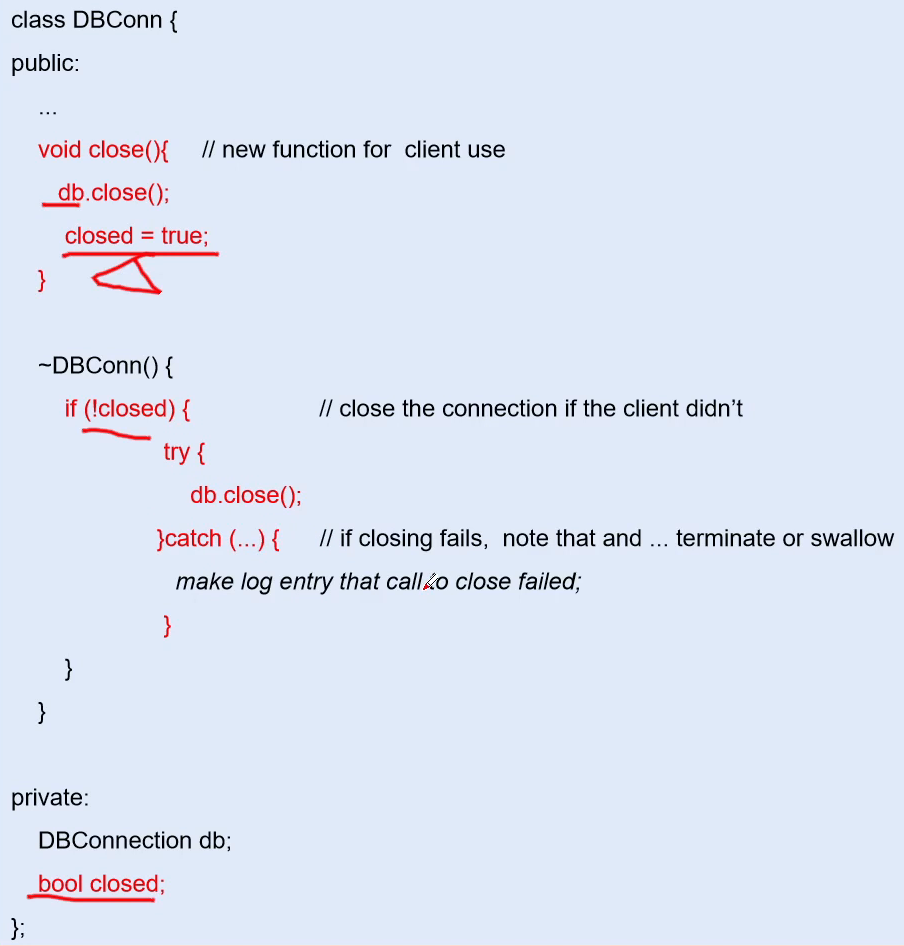 class DBConn {
public:
...
void close(){ // new function for client use
db.close();
closed = true;
}
~DBConn() {
if (!closed) { // close the connection if the client didn’t
try {
db.close();
}catch (...) { // if closing fails, note that and ... terminate or swallow
make log entry that call to close failed;
}
}
}
private:
DBConnection db;
bool closed;
};